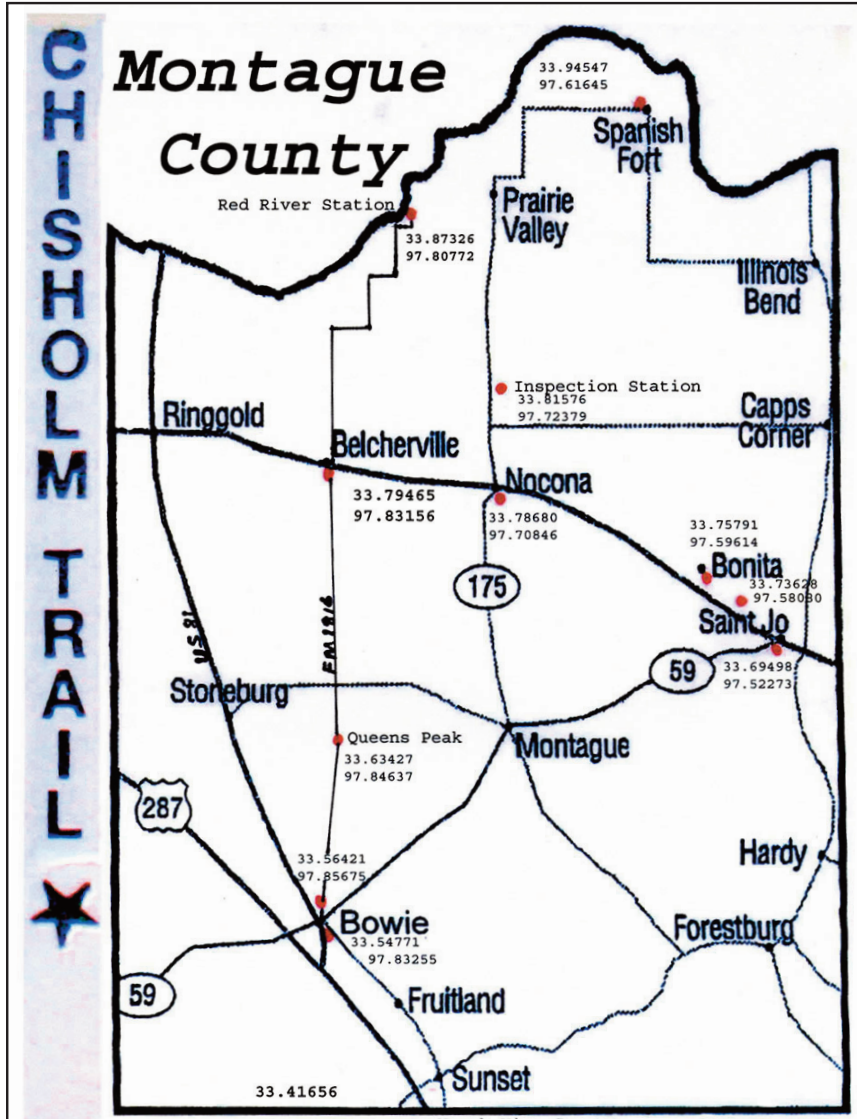 CHISHOLM TRAIL
Montague
County
33.94547
97.61645
Spanish
Fort
Red River Station
Prairie
Valley
33.87326
97.80772
Illinois
Bend
Inspection Station
33.81576
97.72379
Ringgold
Capps
Corner
Belcherville
33.79465
97.83156
Nocona
33.78680
97.70846
33.75791
97.59614
Bonita
175
33.73628
97.58030
Saint Jo
US 81
FM 1916
59
33.69498
97.52273
Stoneburg
Queens Peak
33.63427
97.84637
Montague
287
33.56421
97.85675
Hardy
Bowie
33.54771
97.83255
Forestburg
59
Fruitland
Sunset
33.41656